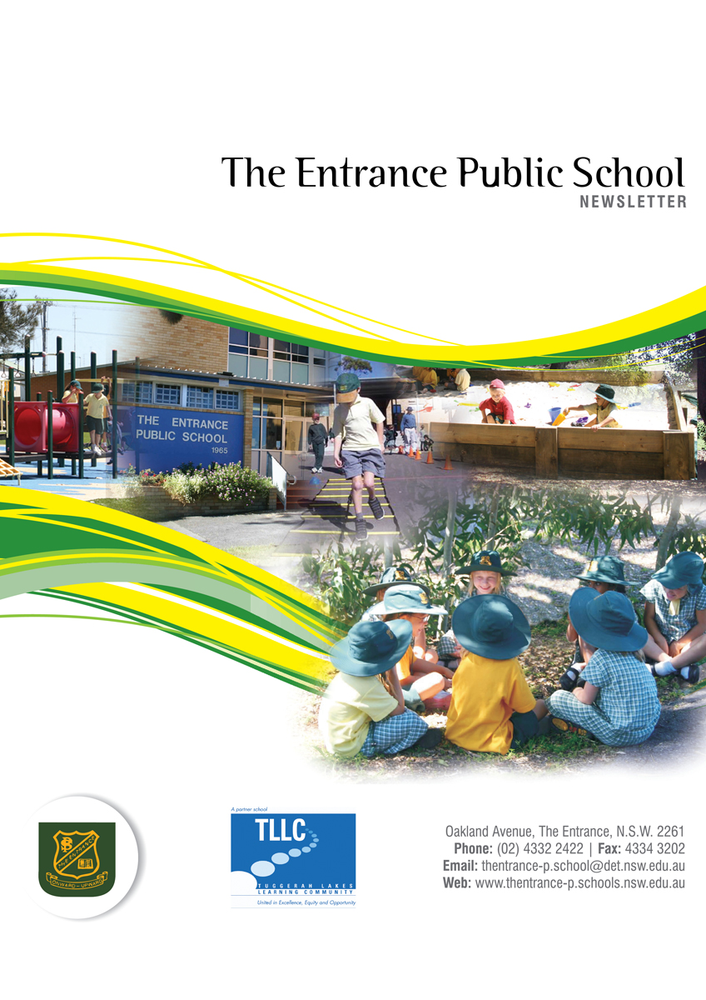 The Entrance Public School
NEWSLETTER
THE ENTRANCE
PUBLIC SCHOOL
1965
THE ENTRANCE
ONWARD - UPWARD
A partner school
TLLC
TUGGERAH LAKES
LEARNING COMMUNITY
United in Excellence, Equity and Opportunity
Oakland Avenue, The Entrance, N.S.W. 2261
Phone: (02) 4332 2422 | Fax: 4334 3202
Email: thentrance-p.school@det.nsw.edu.au
Web: www.thentrance-p.schools.nsw.edu.au